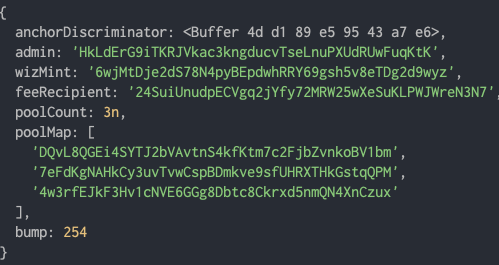 {
  anchorDiscriminator: <Buffer 4d d1 89 e5 95 43 a7 e6>,
  admin: 'HkLdErG9iTKRJVkac3kngducvTseLnuPXUdRUwFuqKtK',
  wizMint: '6wjMtDje2dS78N4pyBEpdwhRRY69gsh5v8eTDg2d9wyz',
  feeRecipient: '24SuiUnudpECVgq2jYfy72MRW25wXeSuKLPWJWreN3N7',
  poolCount: 3n,
  poolMap: [
    'DQvL8QGEi4SYTJ2bVAvtnS4kfKtm7c2FjbZvnkoBV1bm',
    '7eFdKgNAHkCy3uvTvwCspBDmkve9sfUHRXTHkGstqQPM',
    '4w3rfEJkF3Hv1cNVE6GGg8Dbtc8Ckrxd5nmQN4XnCzux'
  ],
  bump: 254
}